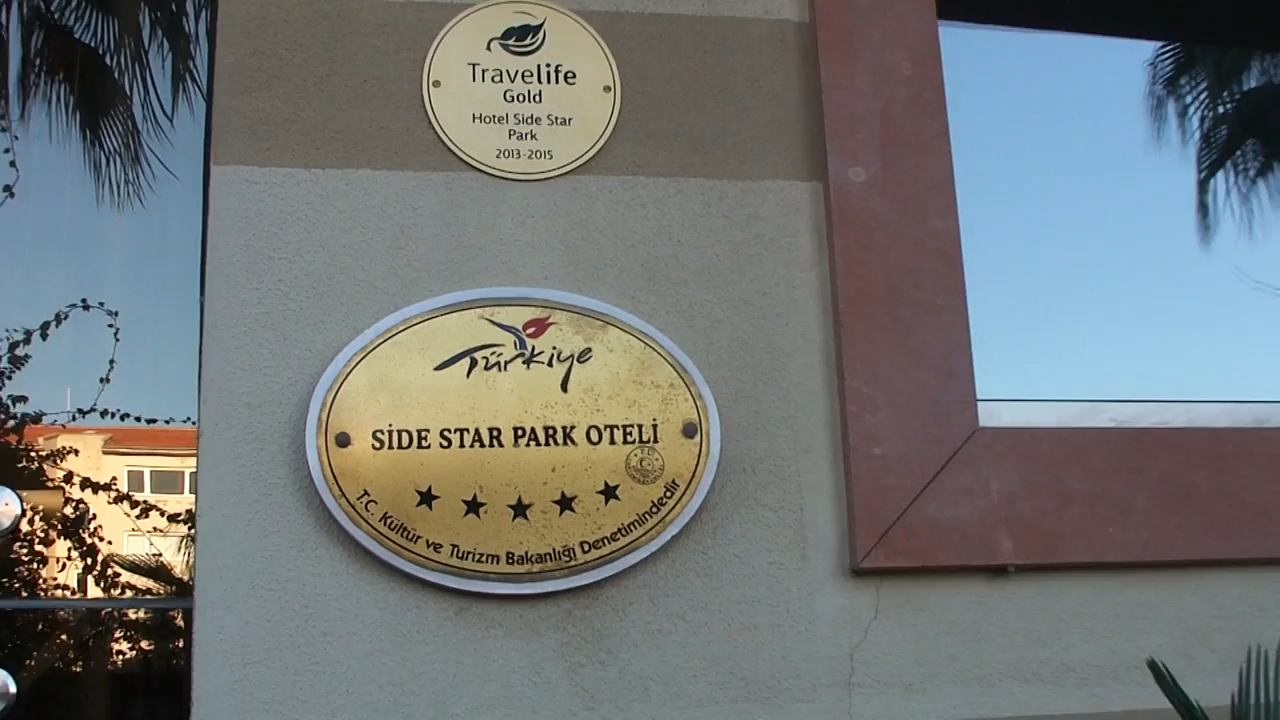 Travelife
Gold
Hotel Side Star
Park
2013-2015
Türkiye
SİDE STAR PARK OTELİ
T.C. Kültür ve Turizm Bakanlığı Denetimindedir